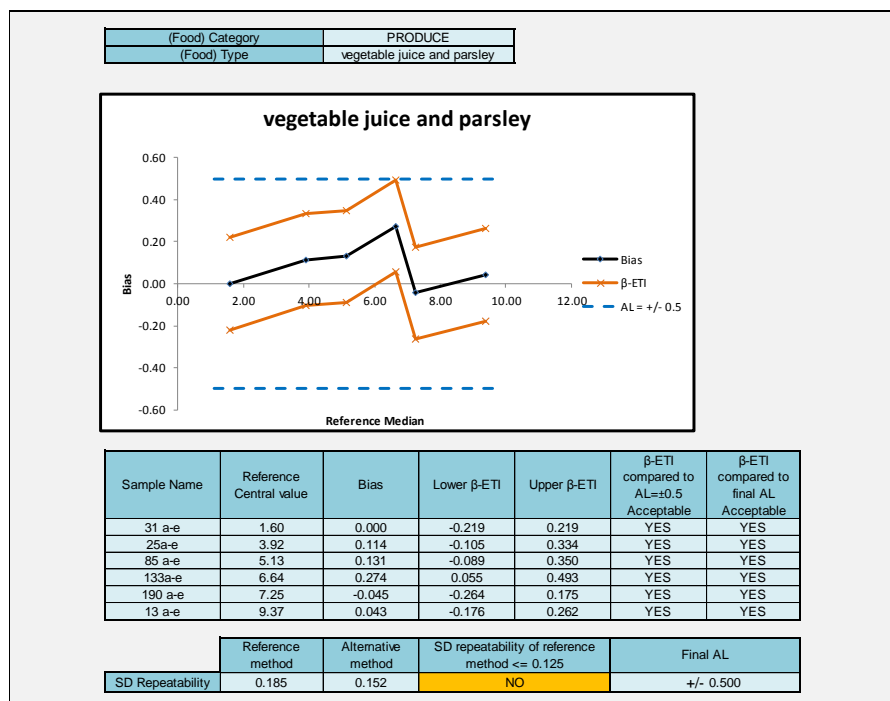 (Food) Category PRODUCE
(Food) Type vegetable juice and parsley
vegetable juice and parsley
0.60
0.40
0.20
0.00
-0.20
-0.40
-0.60
0.00 2.00 4.00 6.00 8.00 10.00 12.00
Bias
Reference Median
Bias
β-ETI
AL = +/- 0.5
Sample Name Reference Central value Bias Lower β-ETI Upper β-ETI β-ETI compared to AL=±0.5 Acceptable β-ETI compared to final AL Acceptable
31 a-e 1.60 0.000 -0.219 0.219 YES YES
25a-e 3.92 0.114 -0.105 0.334 YES YES
85 a-e 5.13 0.131 -0.089 0.350 YES YES
133a-e 6.64 0.274 0.055 0.493 YES YES
190 a-e 7.25 -0.045 -0.264 0.175 YES YES
13 a-e 9.37 0.043 -0.176 0.262 YES YES
Reference method Alternative method SD repeatability of reference method <= 0.125 Final AL
SD Repeatability 0.185 0.152 NO +/- 0.500